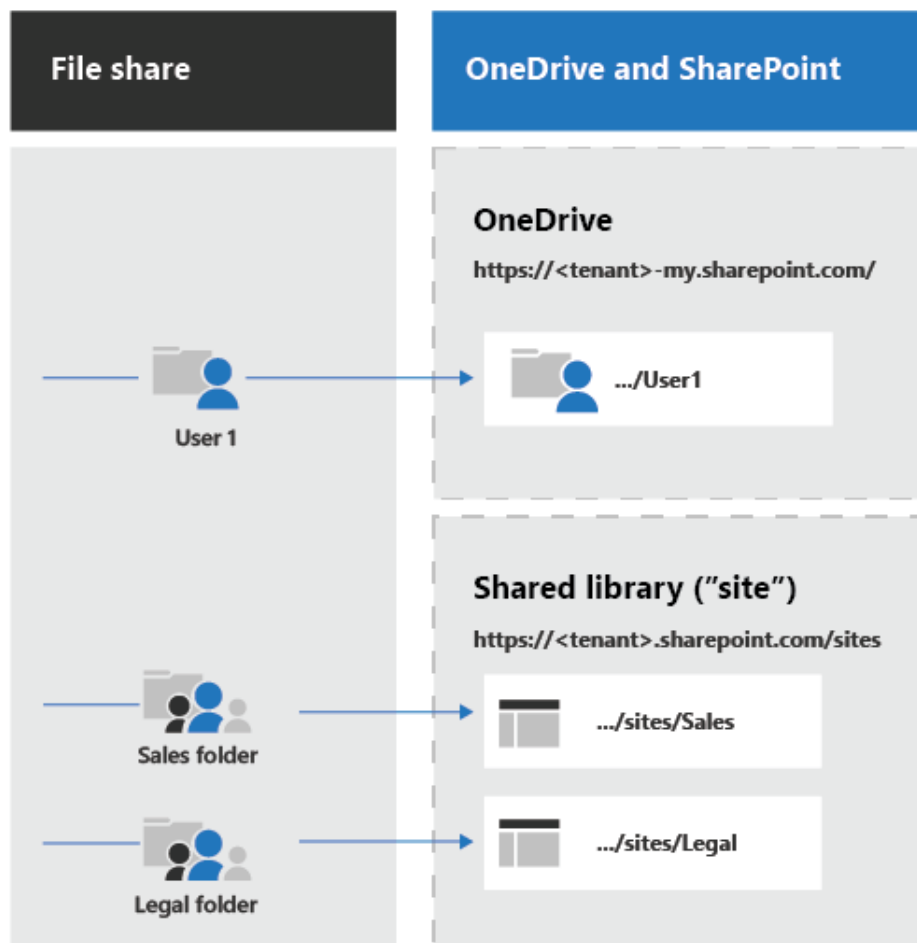 File share
OneDrive and SharePoint
OneDrive
https://<tenant>-my.sharepoint.com/
User 1
.../User1
Shared library (”site”)
https://<tenant>.sharepoint.com/sites
Sales folder
.../sites/Sales
Legal folder
.../sites/Legal